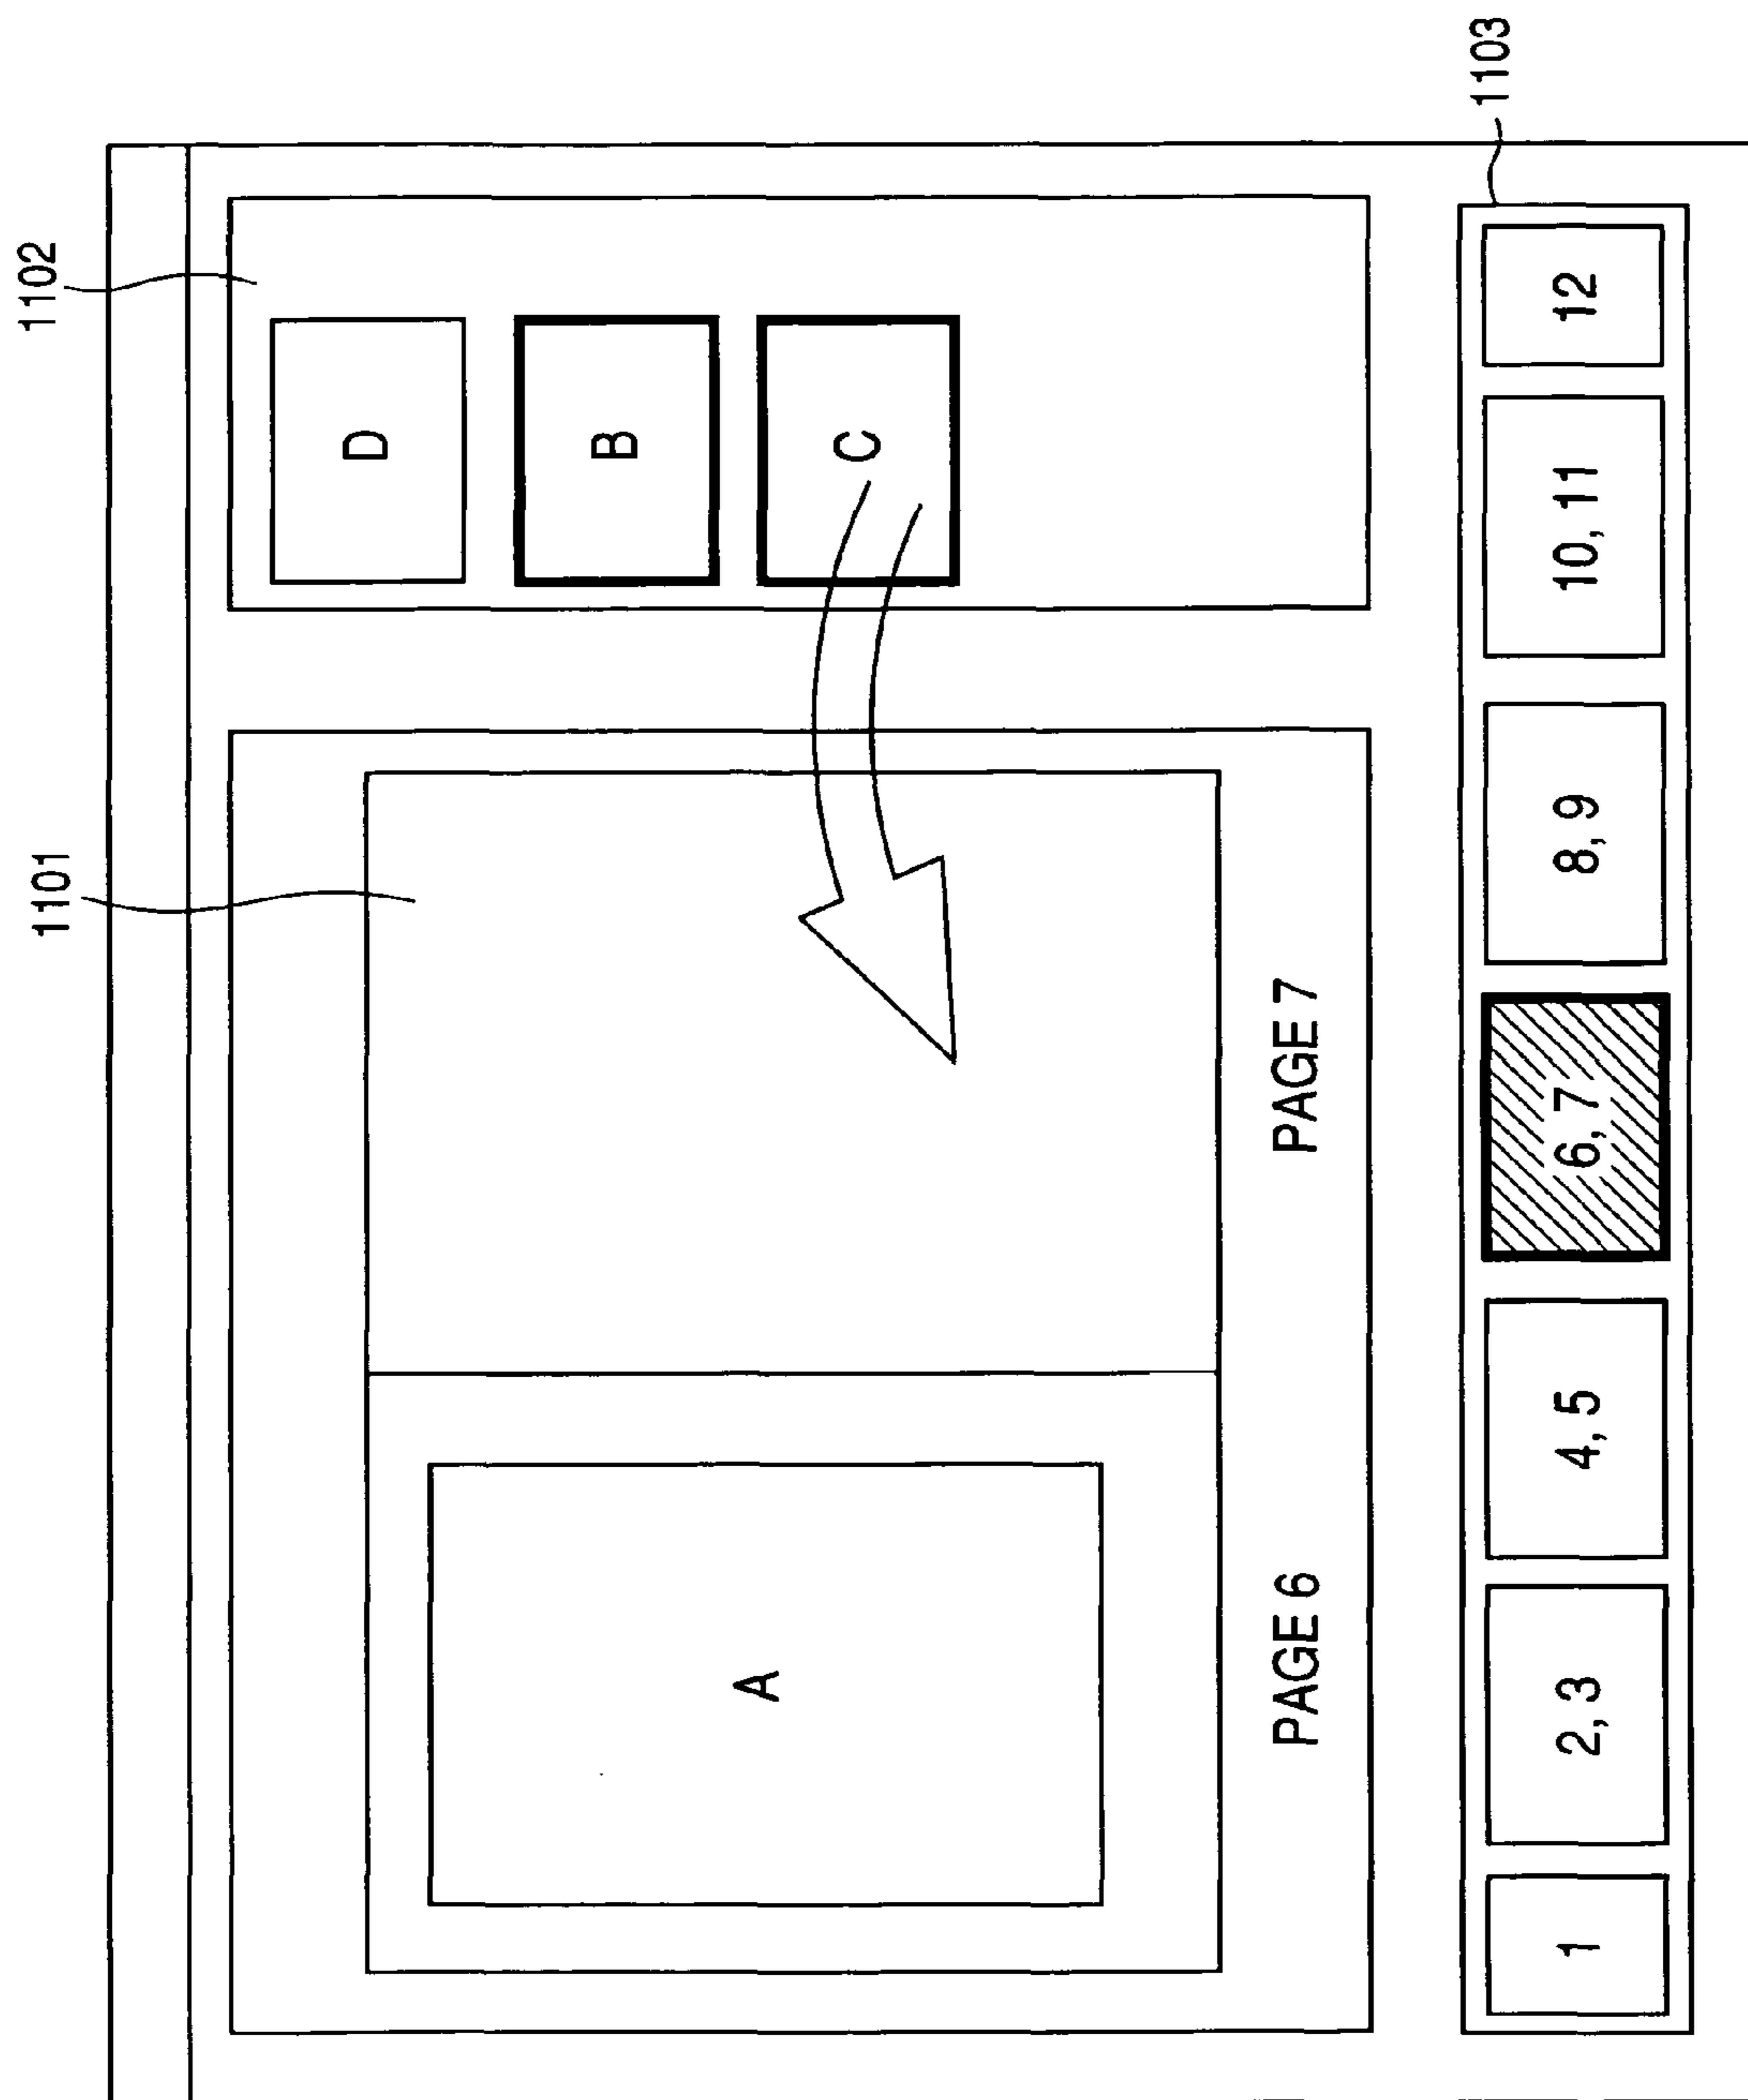 1101
1102
D
B
C
A
PAGE 6
PAGE 7
1103
1
2, 3
4, 5
6, 7
8, 9
10, 11
12